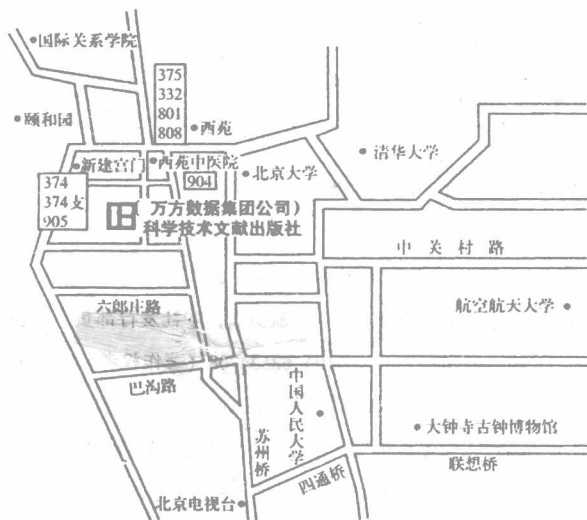 国际关系学院
375
332
801
808
颐和园
西苑
新建宫门
西苑中医院
904
北京大学
清华大学
374
374支
905
(万方数据集团公司)
科学技术文献出版社
中关村路
六郎庄路
航空航天大学
巴沟路
中国人民大学
苏州桥
大钟寺古钟博物馆
联想桥
四通桥
北京电视台